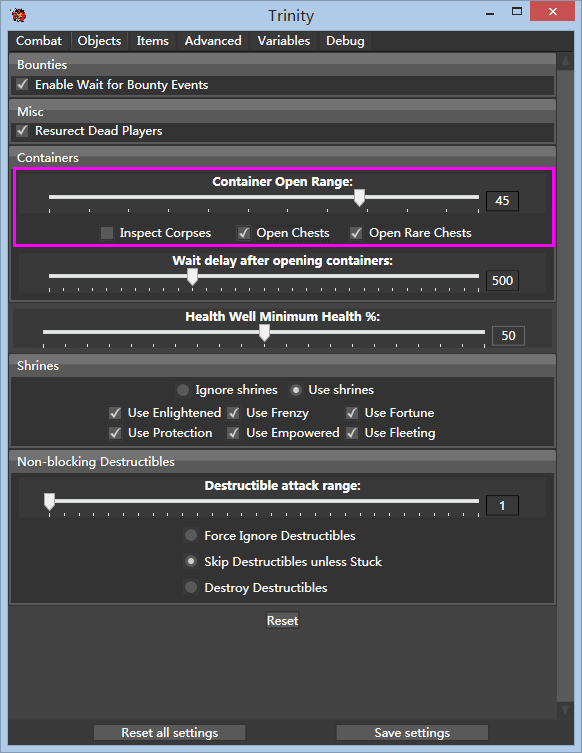 Trinity
Combat Objects Items Advanced Variables Debug
Bounties
Enable Wait for Bounty Events
Misc
Resurect Dead Players
Containers
Container Open Range:
45
Inspect Corpses Open Chests Open Rare Chests
Wait delay after opening containers:
500
Health Well Minimum Health %:
50
Shrines
Ignore shrines Use shrines
Use Enlightened Use Frenzy Use Fortune
Use Protection Use Empowered Use Fleeting
Non-blocking Destructibles
Destructible attack range:
1
Force Ignore Destructibles
Skip Destructibles unless Stuck
Destroy Destructibles
Reset
Reset all settings Save settings